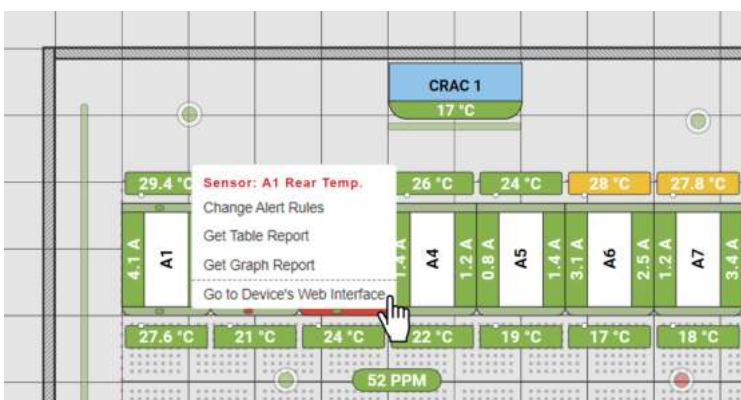 CRAC 1
17 °C
29.4 °C
26 °C
24 °C
28 °C
27.8 °C
Sensor: A1 Rear Temp.
Change Alert Rules
Get Table Report
Get Graph Report
Go to Device's Web Interface
4.1 A
A1
1.4 A
A4
1.2 A
0.8 A
A5
1.4 A
3.1 A
A6
2.5 A
1.2 A
A7
3.4 A
27.6 °C
21 °C
24 °C
22 °C
19 °C
17 °C
18 °C
52 PPM